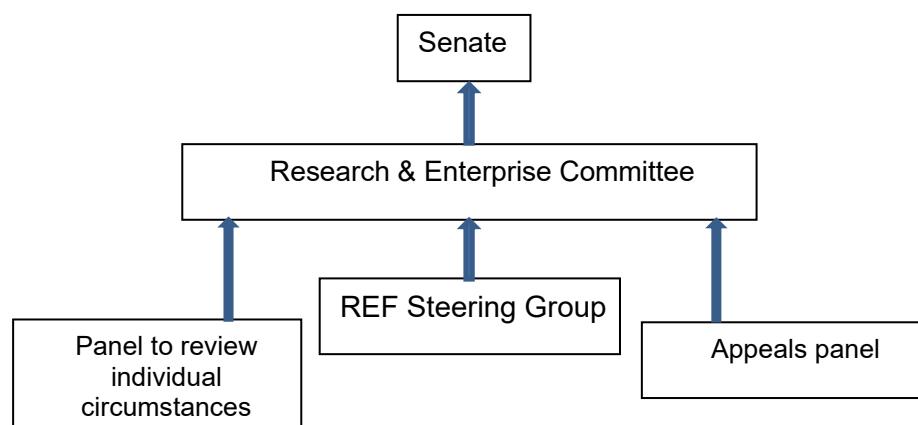 Senate
Research & Enterprise Committee
REF Steering Group
Panel to review
individual
circumstances
Appeals panel